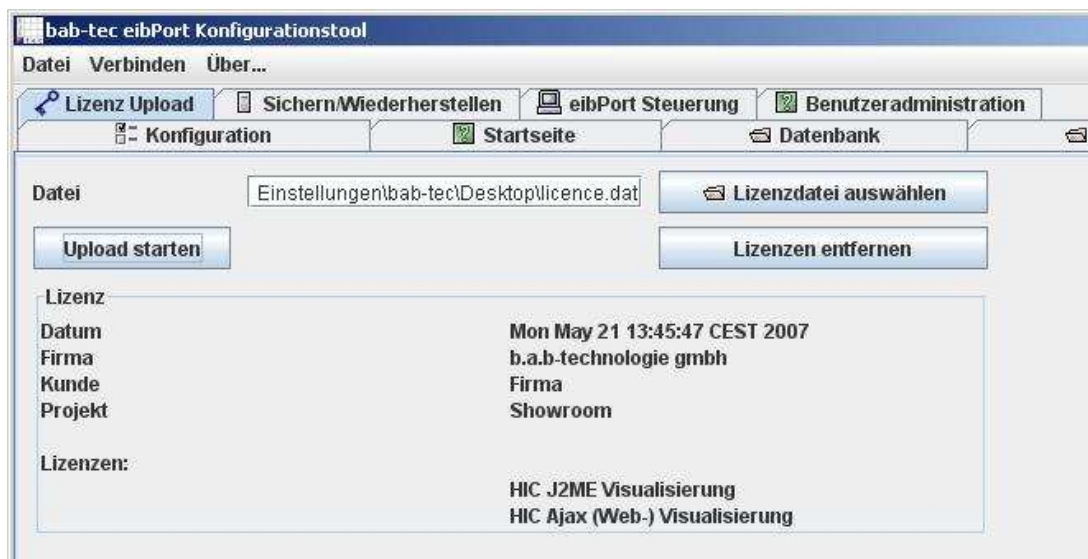 bab-tec eibPort Konfigurationstool
Datei Verbinden Über...
Lizenz Upload Sichern/Wiederherstellen eibPort Steuerung Benutzeradministration
Konfiguration Startseite Datenbank
Datei Einstellungen\bab-tec\Desktop\licence.dat Lizenzdatei auswählen
Upload starten Lizenzen entfernen
Lizenz
Datum Mon May 21 13:45:47 CEST 2007
Firma b.a.b-technologie gmbh
Kunde Firma
Projekt Showroom
Lizenzen:
HIC J2ME Visualisierung
HIC Ajax (Web-) Visualisierung